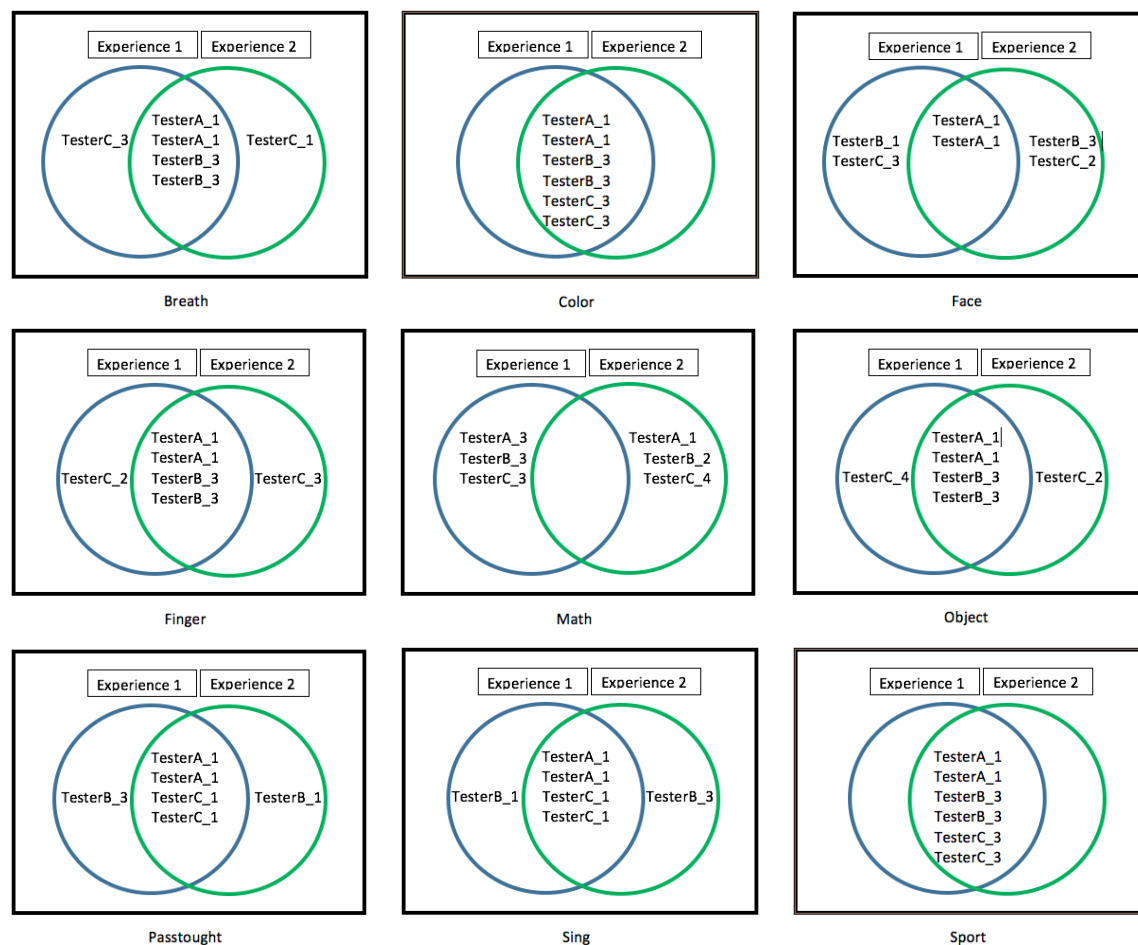 Experience 1 Experience 2
TesterC_3
TesterA_1
TesterA_1
TesterB_3
TesterB_3
TesterC_1
Breath
Experience 1 Experience 2
TesterA_1
TesterA_1
TesterB_3
TesterB_3
TesterC_3
TesterC_3
Color
Experience 1 Experience 2
TesterB_1
TesterC_3
TesterA_1
TesterA_1
TesterB_3
TesterC_2
Face
Experience 1 Experience 2
TesterC_2
TesterA_1
TesterA_1
TesterB_3
TesterB_3
TesterC_3
Finger
Experience 1 Experience 2
TesterA_3
TesterB_3
TesterC_3
TesterA_1
TesterB_2
TesterC_4
Math
Experience 1 Experience 2
TesterC_4
TesterA_1
TesterA_1
TesterB_3
TesterB_3
TesterC_2
Object
Experience 1 Experience 2
TesterB_3
TesterA_1
TesterA_1
TesterC_1
TesterC_1
TesterB_1
Passtought
Experience 1 Experience 2
TesterB_1
TesterA_1
TesterA_1
TesterC_1
TesterC_1
TesterB_3
Sing
Experience 1 Experience 2
TesterA_1
TesterA_1
TesterB_3
TesterB_3
TesterC_3
TesterC_3
Sport